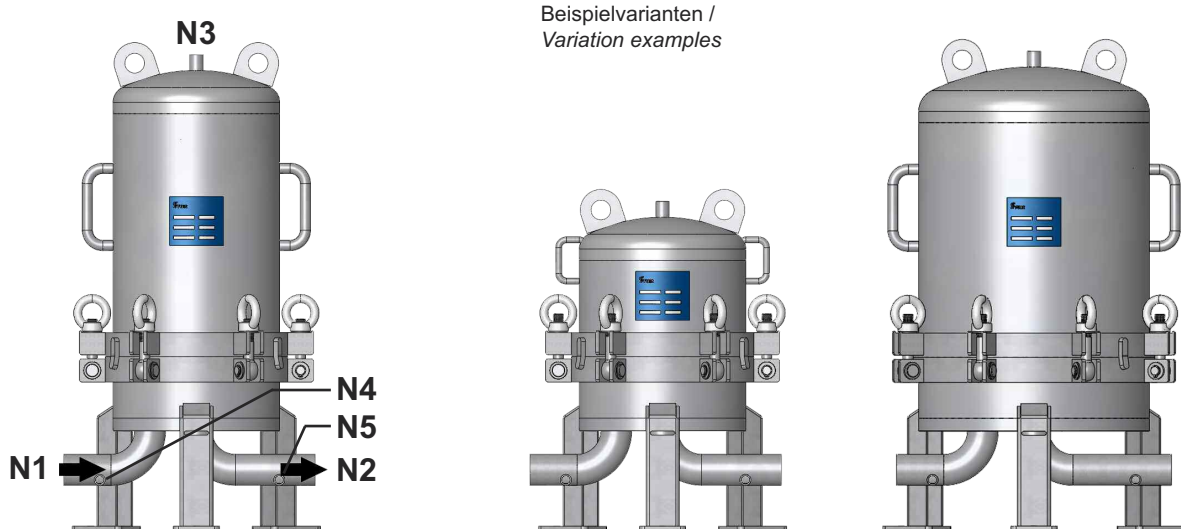 N3
Beispielvarianten /
Variation examples
N4
N5
N1
N2